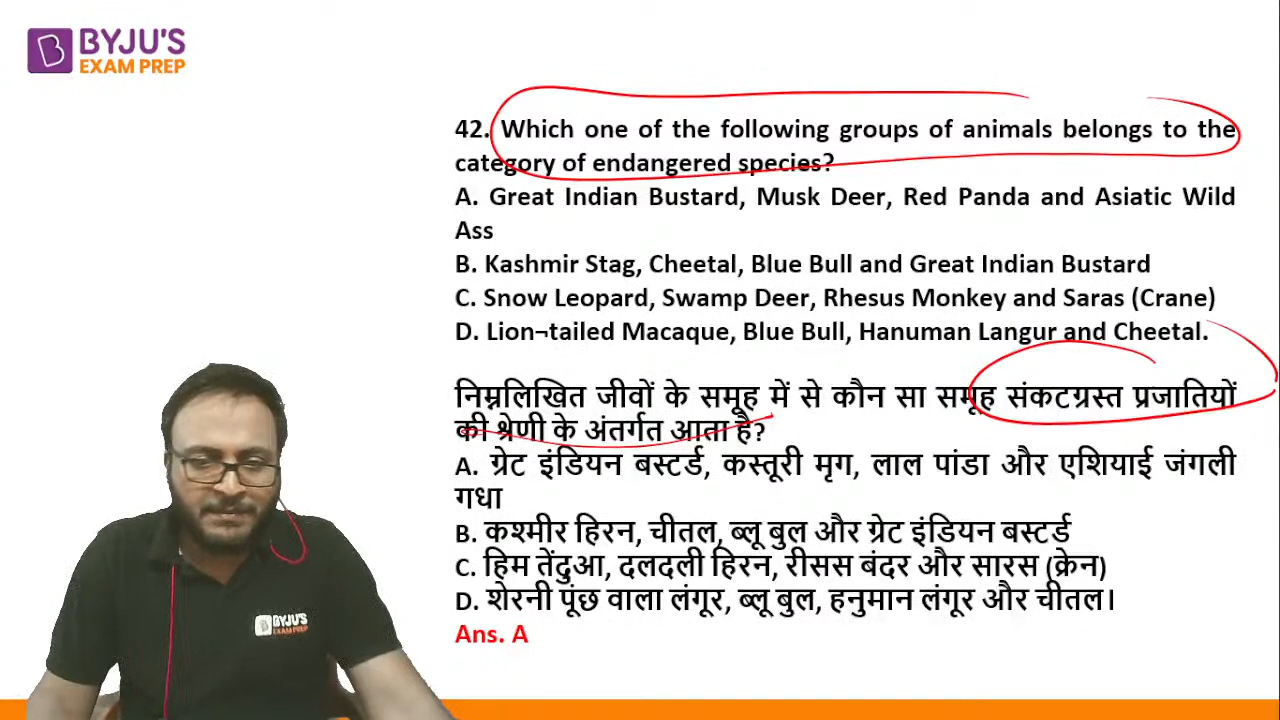 BYJU'S
EXAM PREP
42. Which one of the following groups of animals belongs to the
category of endangered species?
A. Great Indian Bustard, Musk Deer, Red Panda and Asiatic Wild
Ass
B. Kashmir Stag, Cheetal, Blue Bull and Great Indian Bustard
C. Snow Leopard, Swamp Deer, Rhesus Monkey and Saras (Crane)
D. Lion¬tailed Macaque, Blue Bull, Hanuman Langur and Cheetal.
निम्नलिखित जीवों के समूह में से कौन सा समूह संकटग्रस्त प्रजातियों
की श्रेणी के अंतर्गत आता है?
A. ग्रेट इंडियन बस्टर्ड, कस्तूरी मृग, लाल पांडा और एशियाई जंगली
गधा
B. कश्मीर हिरन, चीतल, ब्लू बुल और ग्रेट इंडियन बस्टर्ड
C. हिम तेंदुआ, दलदली हिरन, रीसस बंदर और सारस (क्रेन)
D. शेरनी पूंछ वाला लंगूर, ब्लू बुल, हनुमान लंगूर और चीतल।
Ans. A
BYJU'S
EXAM PREP